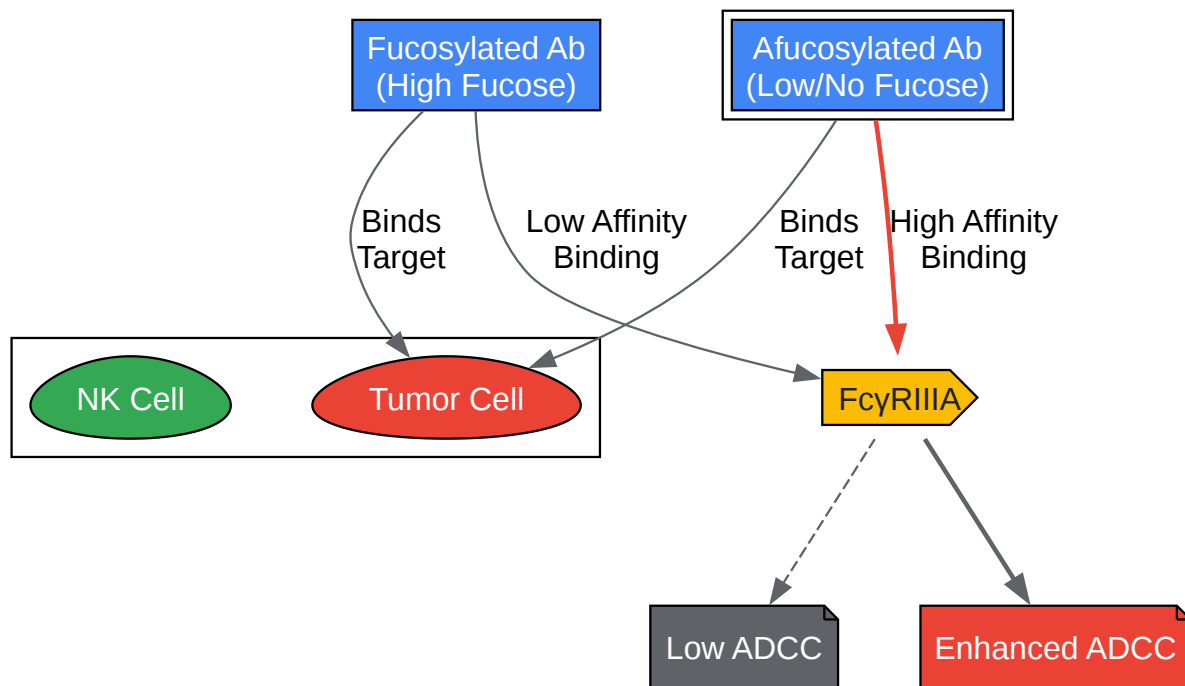 Fucosylated Ab
(High Fucose)
Afucosylated Ab
(Low/No Fucose)
Binds
Target
Low Affinity
Binding
Binds
Target
High Affinity
Binding
NK Cell
Tumor Cell
FcγRIIIA
Low ADCC
Enhanced ADCC